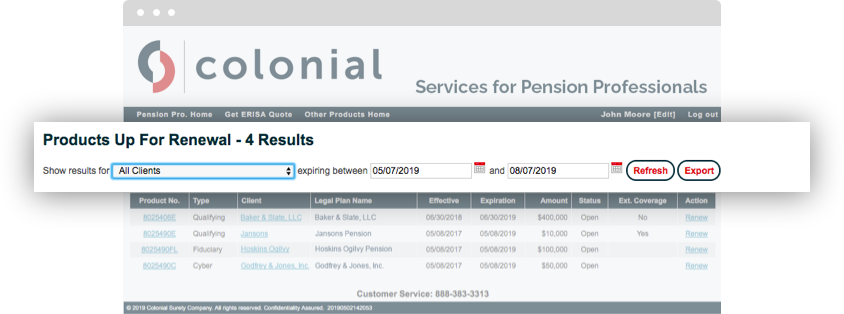 colonial
Services for Pension Professionals
Pension Pro. Home Get ERISA Quote Other Products Home John Moore [Edit] Log out
Products Up For Renewal - 4 Results
Show results for All Clients expiring between 05/07/2019 and 08/07/2019 Refresh Export
Product No. Type Client Legal Plan Name Effective Expiration Amount Status Ext. Coverage Action
8025406E Qualifying Baker & Slate, LLC Baker & Slate, LLC 06/30/2018 06/30/2019 $400,000 Open No Renew
8025490E Qualifying Jansons Jansons Pension 05/08/2017 05/08/2019 $10,000 Open Yes Renew
8025490FL Fiduciary Hoskins Ogilvy Hoskins Ogilvy Pension 05/08/2017 05/08/2019 $100,000 Open Renew
8025490C Cyber Godfrey & Jones, Inc. Godfrey & Jones, Inc. 05/08/2017 05/08/2019 $50,000 Open Renew
Customer Service: 888-383-3313
© 2019 Colonial Surety Company. All rights reserved. Confidentiality Assured. 20190502142053